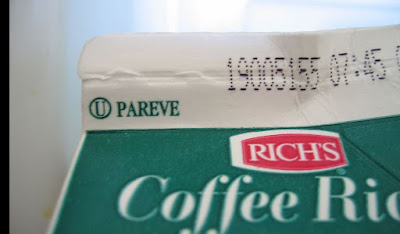 19005155 07:45
Ⓤ PAREVE
RICH'S
Coffee Ric